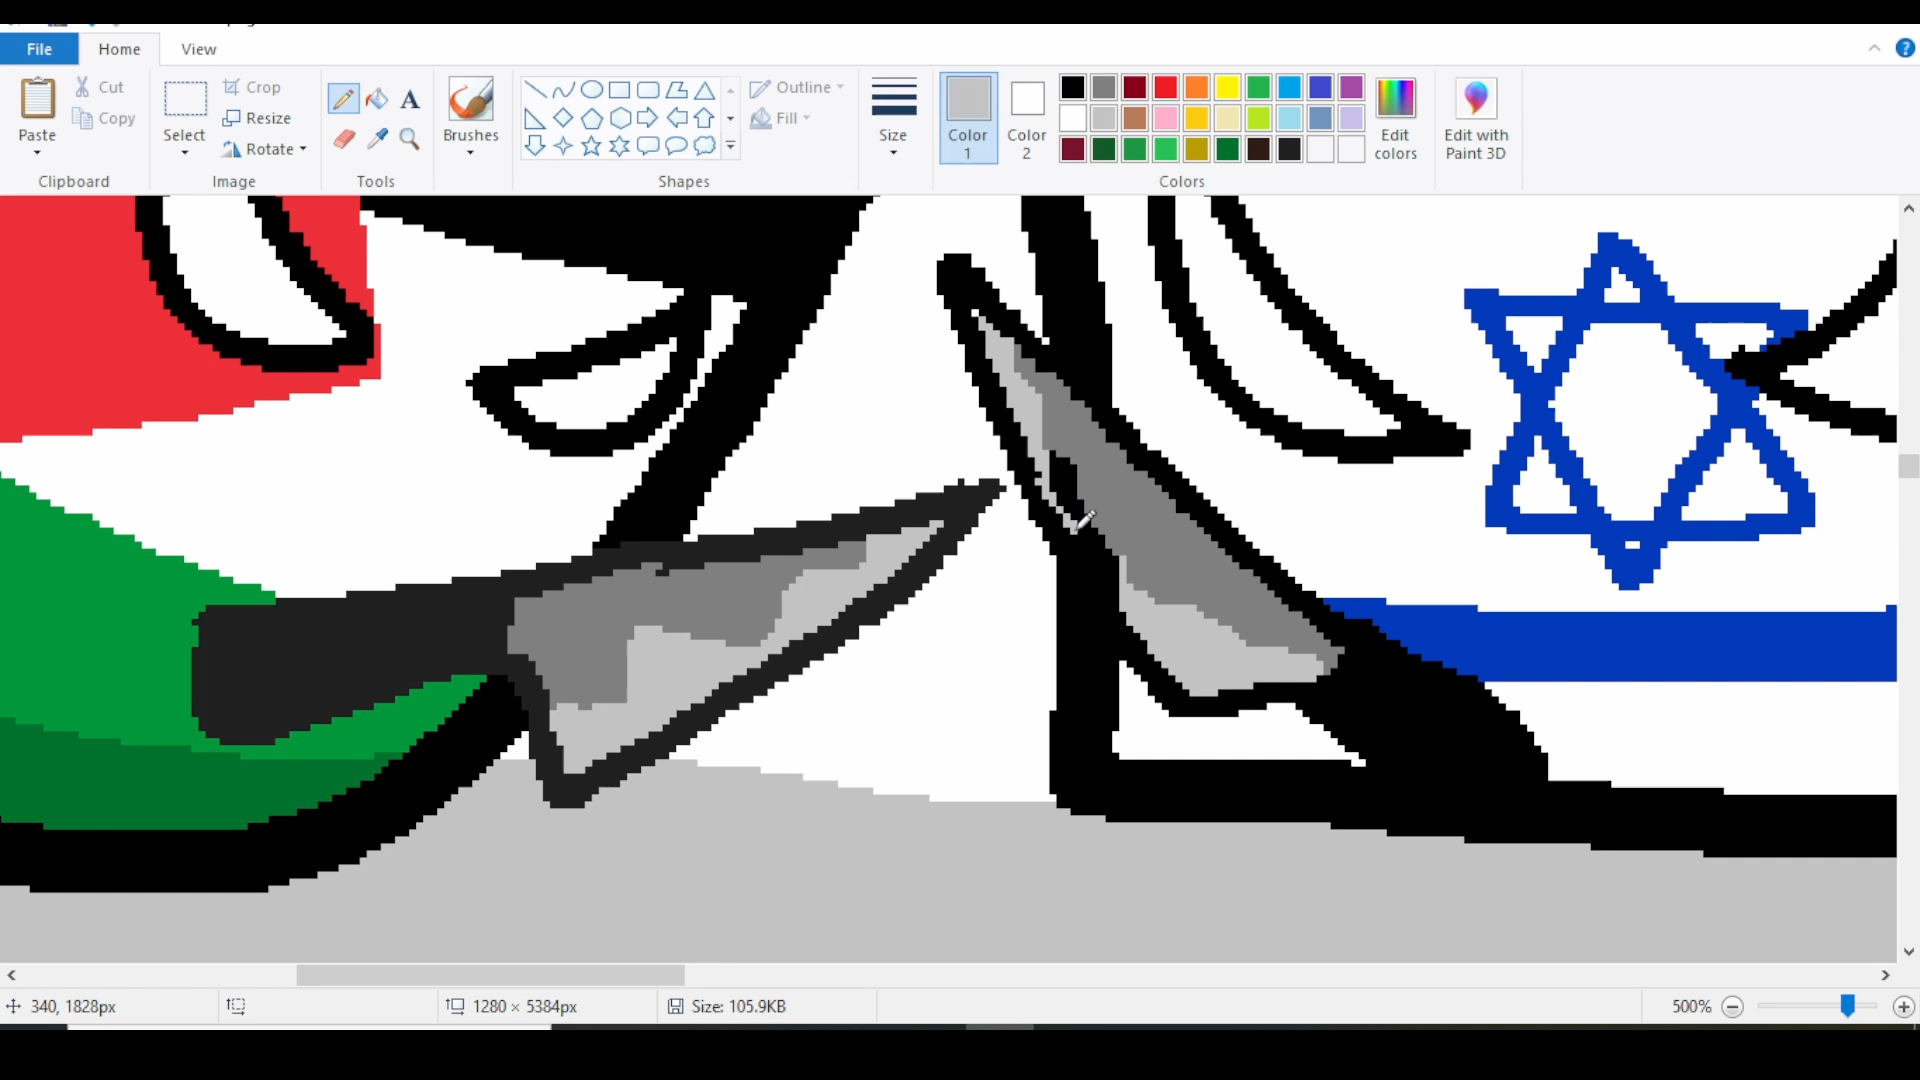 File Home View
Paste
Cut
Copy
Clipboard
Select
Crop
Resize
Rotate
Image
A
Tools
Brushes
Shapes
Outline
Fill
Size
Color 1
Color 2
Colors
Edit colors
Edit with Paint 3D
?
340, 1828px
1280 × 5384px
Size: 105.9KB
500%